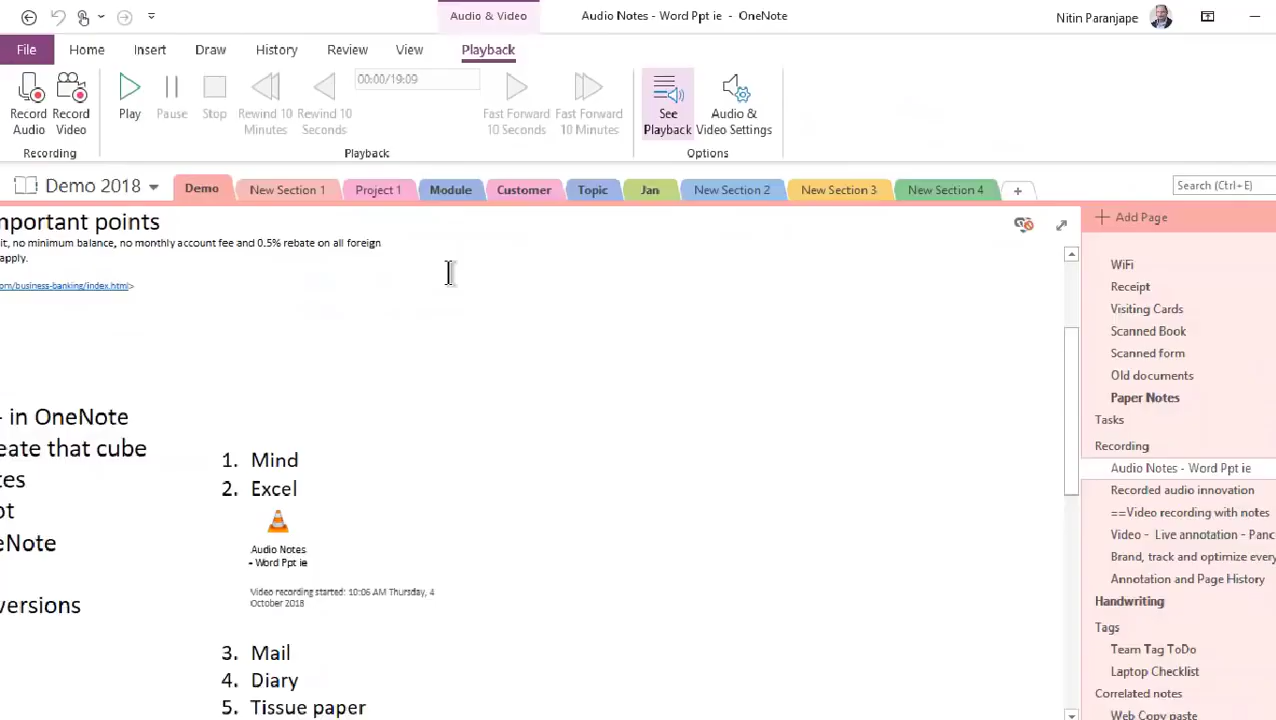 Audio & Video
Audio Notes - Word Ppt ie - OneNote
Nitin Paranjape
File Home Insert Draw History Review View Playback
00:00/19:09
Record Audio
Record Video
Play
Pause
Stop
Rewind 10 Minutes
Rewind 10 Seconds
Fast Forward 10 Seconds
Fast Forward 10 Minutes
See Playback
Audio & Video Settings
Recording
Playback
Options
Demo 2018
Demo New Section 1 Project 1 Module Customer Topic Jan New Section 2 New Section 3 New Section 4
Search (Ctrl+E)
mportant points
it, no minimum balance, no monthly account fee and 0.5% rebate on all foreign
apply.
om/business-banking/index.html>
- in OneNote
eate that cube
tes
ot
eNote
versions
1. Mind
2. Excel
Audio Notes
- Word Ppt ie
Video recording started: 10:06 AM Thursday, 4
October 2018
3. Mail
4. Diary
5. Tissue paper
Add Page
WiFi
Receipt
Visiting Cards
Scanned Book
Scanned form
Old documents
Paper Notes
Tasks
Recording
Audio Notes - Word Ppt ie
Recorded audio innovation
==Video recording with notes
Video - Live annotation - Panc
Brand, track and optimize every
Annotation and Page History
Handwriting
Tags
Team Tag ToDo
Laptop Checklist
Correlated notes
Web Copy paste